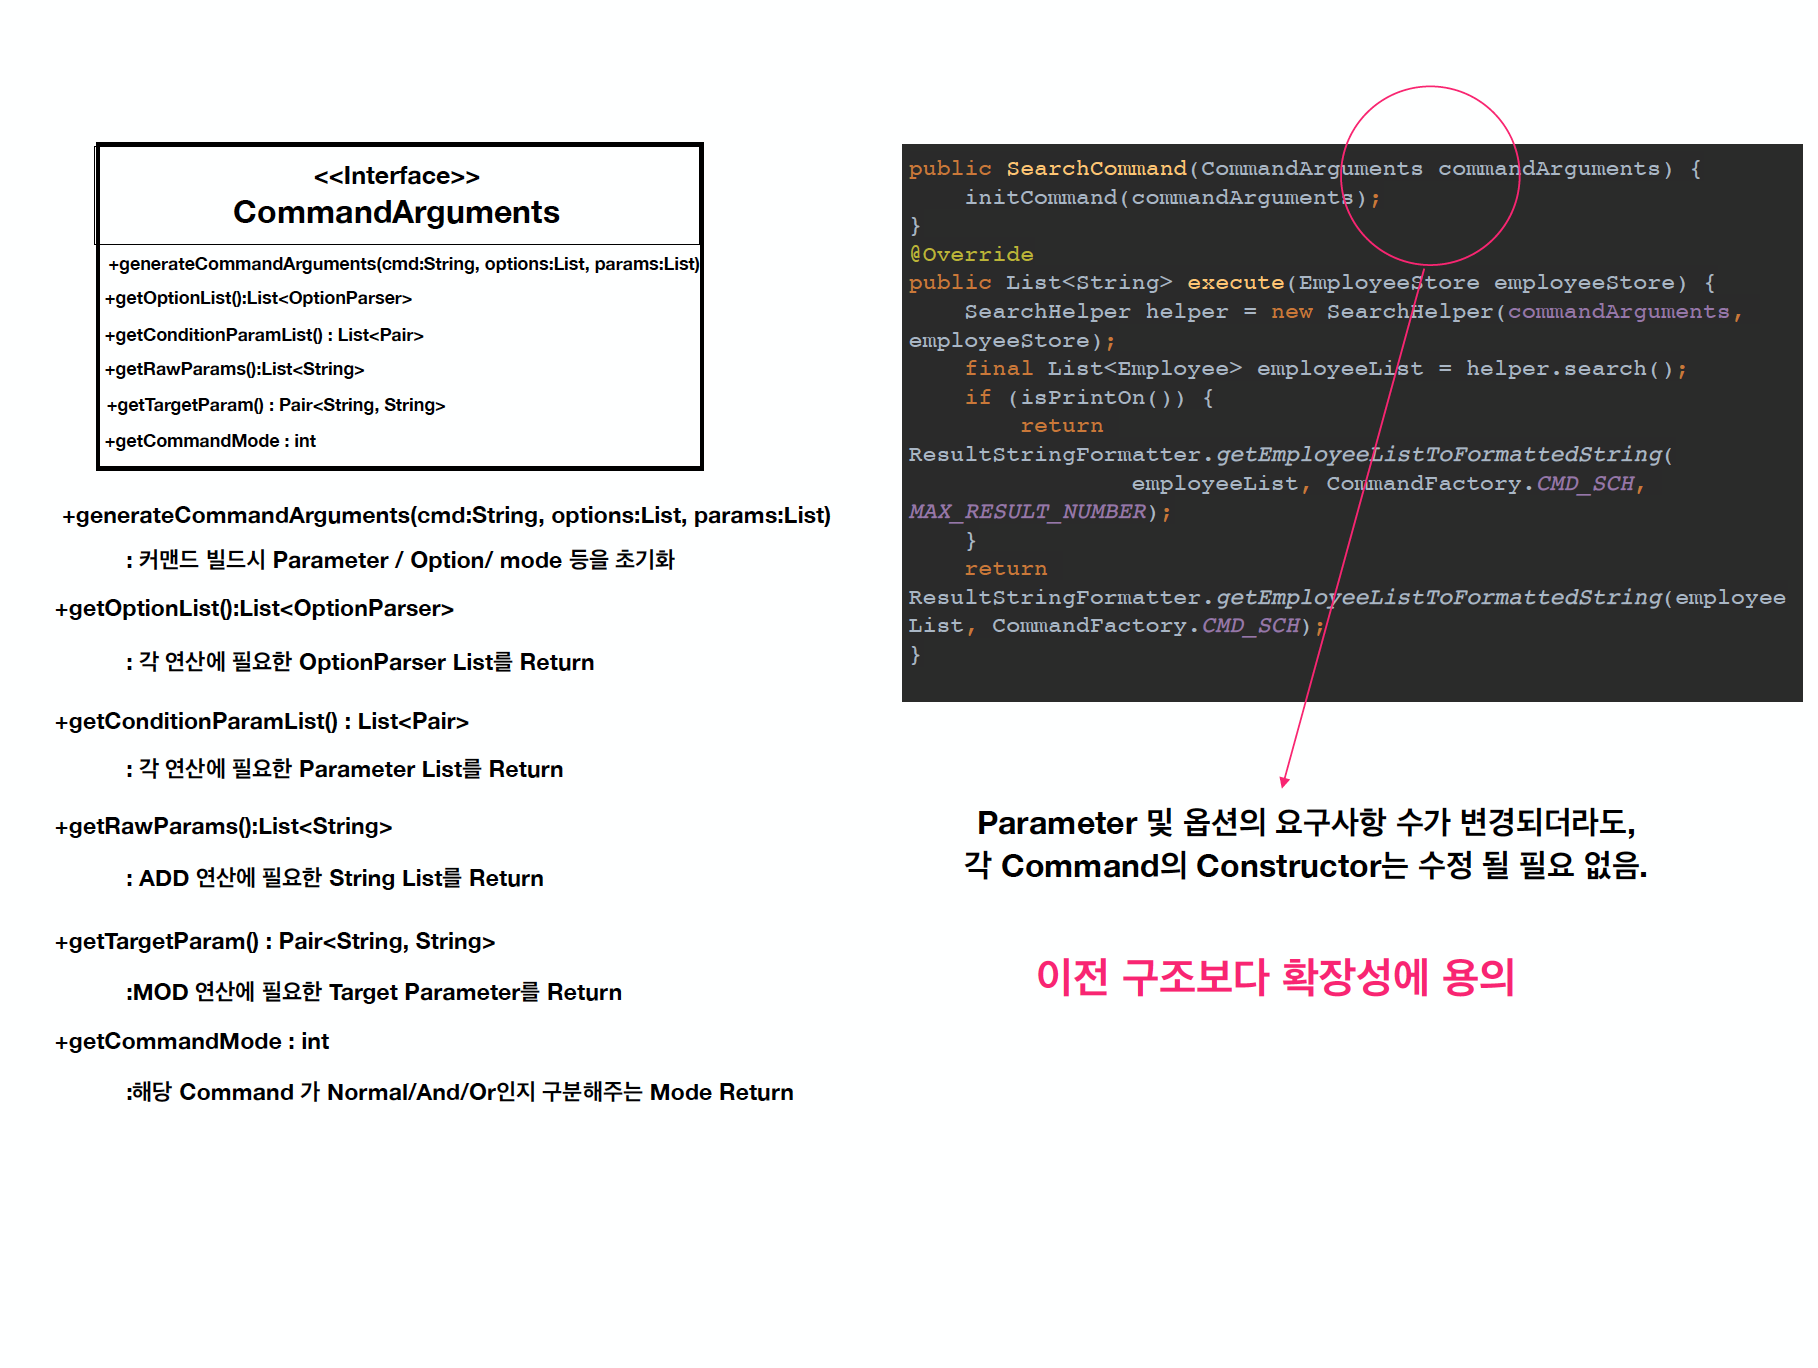 <<Interface>>
CommandArguments
+generateCommandArguments(cmd:String, options:List, params:List)
+getOptionList():List<OptionParser>
+getConditionParamList() : List<Pair>
+getRawParams():List<String>
+getTargetParam() : Pair<String, String>
+getCommandMode : int
+generateCommandArguments(cmd:String, options:List, params:List)
: 커맨드 빌드시 Parameter / Option/ mode 등을 초기화
+getOptionList():List<OptionParser>
: 각 연산에 필요한 OptionParser List를 Return
+getConditionParamList() : List<Pair>
: 각 연산에 필요한 Parameter List를 Return
+getRawParams():List<String>
: ADD 연산에 필요한 String List를 Return
+getTargetParam() : Pair<String, String>
:MOD 연산에 필요한 Target Parameter를 Return
+getCommandMode : int
:해당 Command 가 Normal/And/Or인지 구분해주는 Mode Return
public SearchCommand(CommandArguments commandArguments) {
    initCommand(commandArguments);
}
@Override
public List<String> execute(EmployeeStore employeeStore) {
    SearchHelper helper = new SearchHelper(commandArguments,
employeeStore);
    final List<Employee> employeeList = helper.search();
    if (isPrintOn()) {
        return
ResultStringFormatter.getEmployeeListToFormattedString(
                employeeList, CommandFactory.CMD_SCH,
MAX_RESULT_NUMBER);
    }
    return
ResultStringFormatter.getEmployeeListToFormattedString(employee
List, CommandFactory.CMD_SCH);
}
Parameter 및 옵션의 요구사항 수가 변경되더라도,
각 Command의 Constructor는 수정 될 필요 없음.
이전 구조보다 확장성에 용의